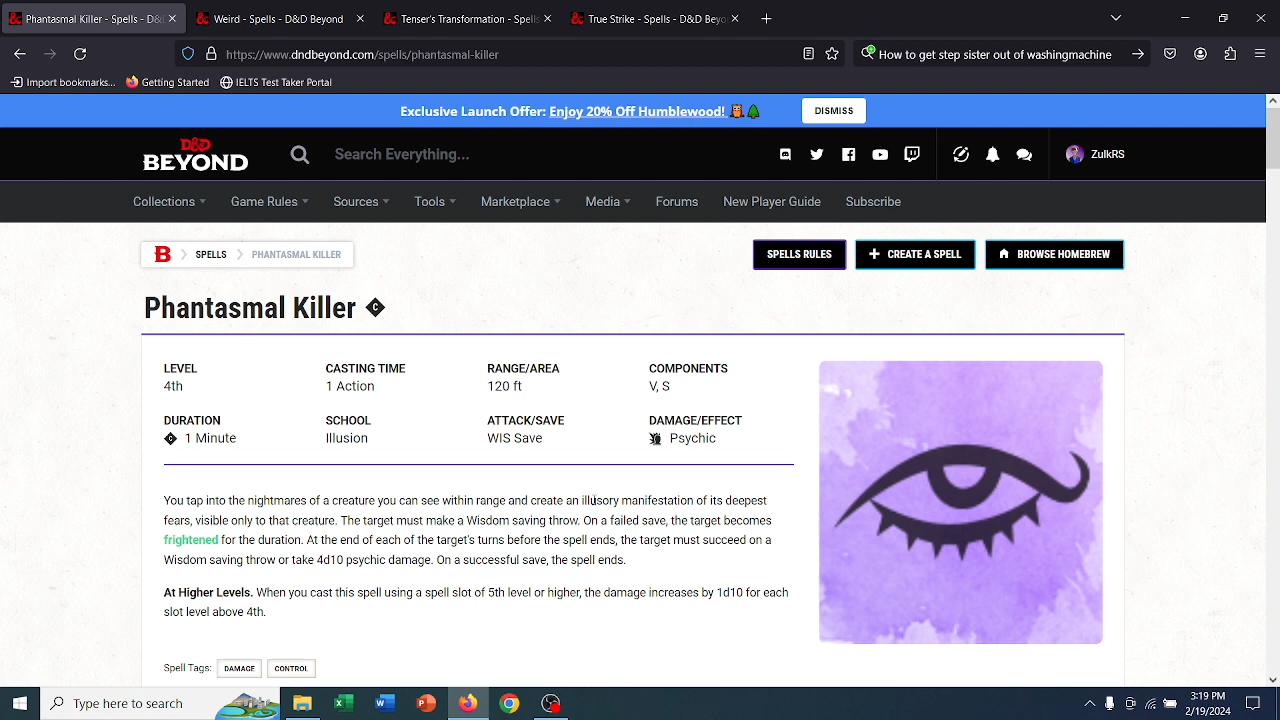 Phantasmal Killer - Spells - D&D
Weird - Spells - D&D Beyond
Tenser's Transformation - Spells
True Strike - Spells - D&D Beyo
https://www.dndbeyond.com/spells/phantasmal-killer
How to get step sister out of washingmachine
Import bookmarks...
Getting Started
IELTS Test Taker Portal
Exclusive Launch Offer: Enjoy 20% Off Humblewood!
DISMISS
D&D
BEYOND
Search Everything...
ZulkRS
Collections
Game Rules
Sources
Tools
Marketplace
Media
Forums
New Player Guide
Subscribe
B
SPELLS
PHANTASMAL KILLER
SPELLS RULES
CREATE A SPELL
BROWSE HOMEBREW
Phantasmal Killer C
LEVEL
4th
CASTING TIME
1 Action
RANGE/AREA
120 ft
COMPONENTS
V, S
DURATION
1 Minute
SCHOOL
Illusion
ATTACK/SAVE
WIS Save
DAMAGE/EFFECT
Psychic
You tap into the nightmares of a creature you can see within range and create an illusory manifestation of its deepest
fears, visible only to that creature. The target must make a Wisdom saving throw. On a failed save, the target becomes
frightened for the duration. At the end of each of the target's turns before the spell ends, the target must succeed on a
Wisdom saving throw or take 4d10 psychic damage. On a successful save, the spell ends.
At Higher Levels. When you cast this spell using a spell slot of 5th level or higher, the damage increases by 1d10 for each
slot level above 4th.
Spell Tags: DAMAGE CONTROL
Type here to search
3:19 PM
2/19/2024